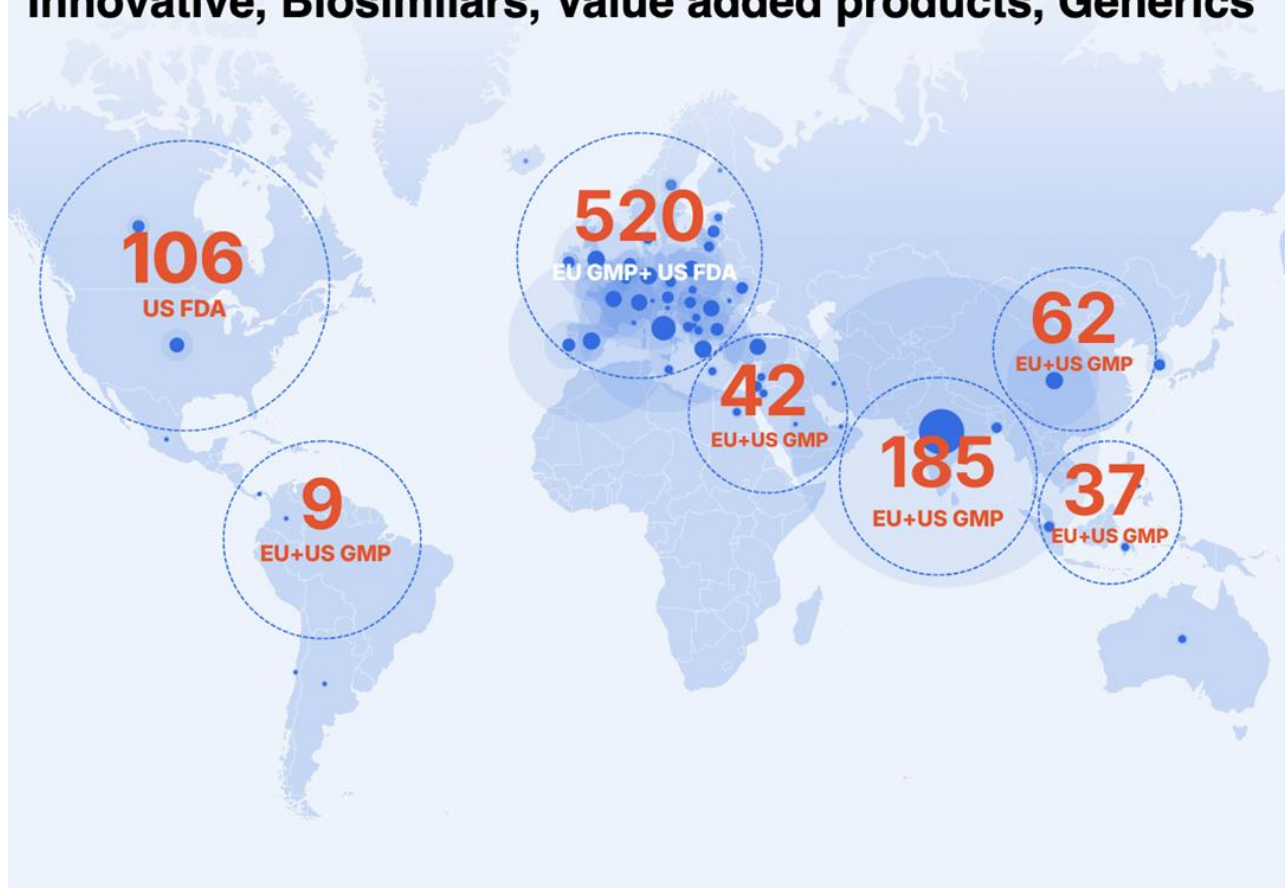 Innovative, Biosimilars, Value added products, Generics
520
EU GMP+ US FDA
106
US FDA
62
EU+US GMP
42
EU+US GMP
185
EU+US GMP
37
EU+US GMP
9
EU+US GMP